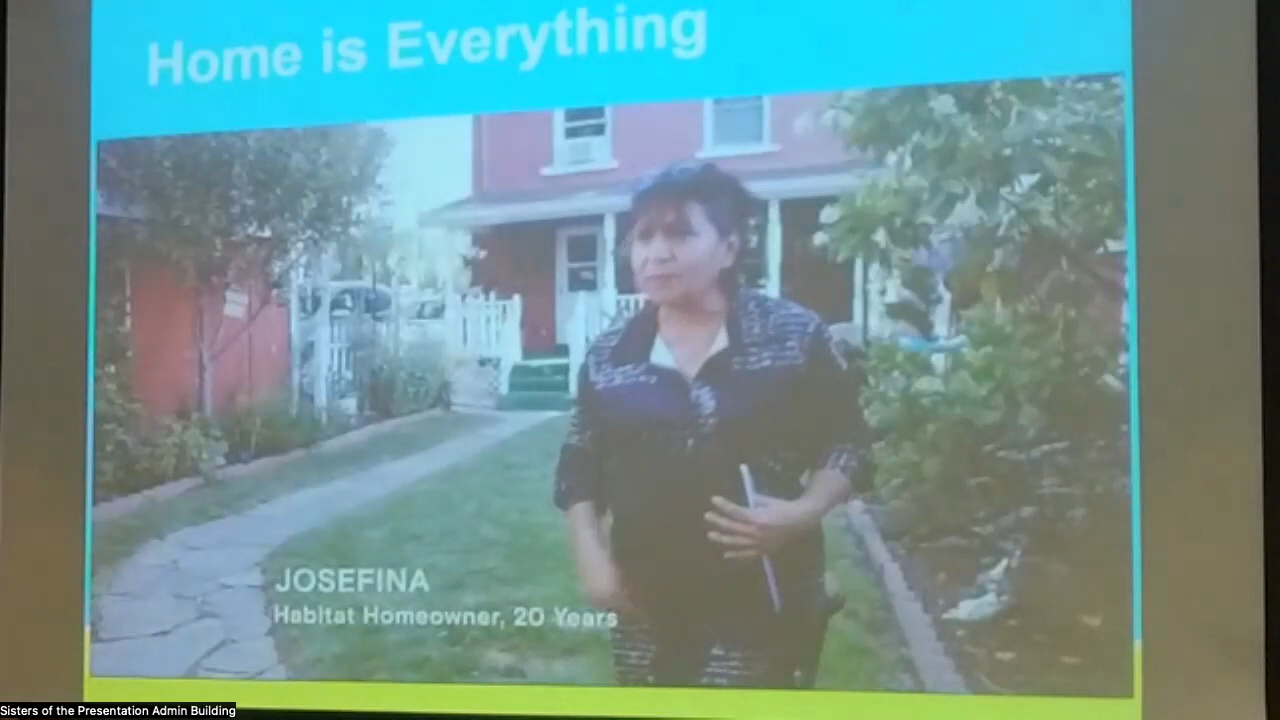 Home is Everything
JOSEFINA
Habitat Homeowner, 20 Years
Sisters of the Presentation Admin Building